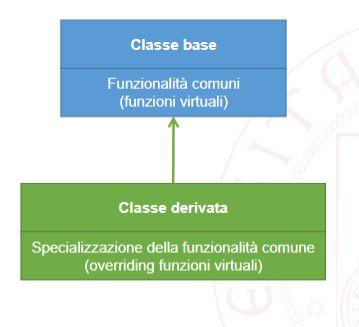 Classe base
Funzionalità comuni
(funzioni virtuali)
Classe derivata
Specializzazione della funzionalità comune
(overriding funzioni virtuali)